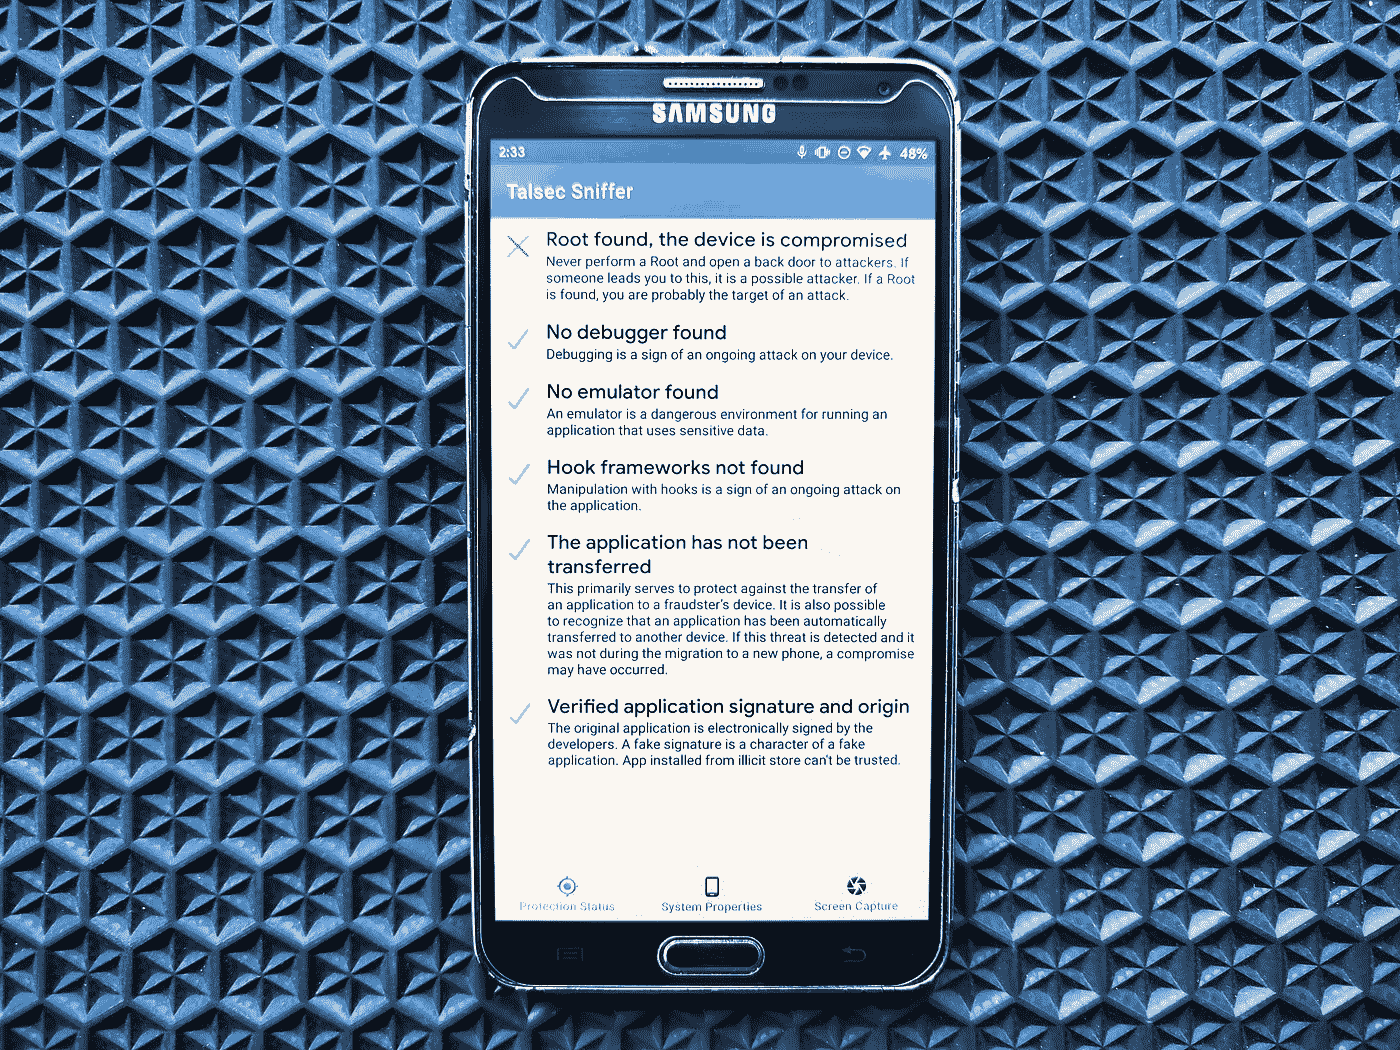 SAMSUNG
2:33
48%
Talsec Sniffer
Root found, the device is compromised
Never perform a Root and open a back door to attackers. If
someone leads you to this, it is a possible attacker. If a Root
is found, you are probably the target of an attack.
No debugger found
Debugging is a sign of an ongoing attack on your device.
No emulator found
An emulator is a dangerous environment for running an
application that uses sensitive data.
Hook frameworks not found
Manipulation with hooks is a sign of an ongoing attack on
the application.
The application has not been
transferred
This primarily serves to protect against the transfer of
an application to a fraudster's device. It is also possible
to recognize that an application has been automatically
transferred to another device. If this threat is detected and it
was not during the migration to a new phone, a compromise
may have occurred.
Verified application signature and origin
The original application is electronically signed by the
developers. A fake signature is a character of a fake
application. App installed from illicit store can't be trusted.
Protection Status
System Properties
Screen Capture